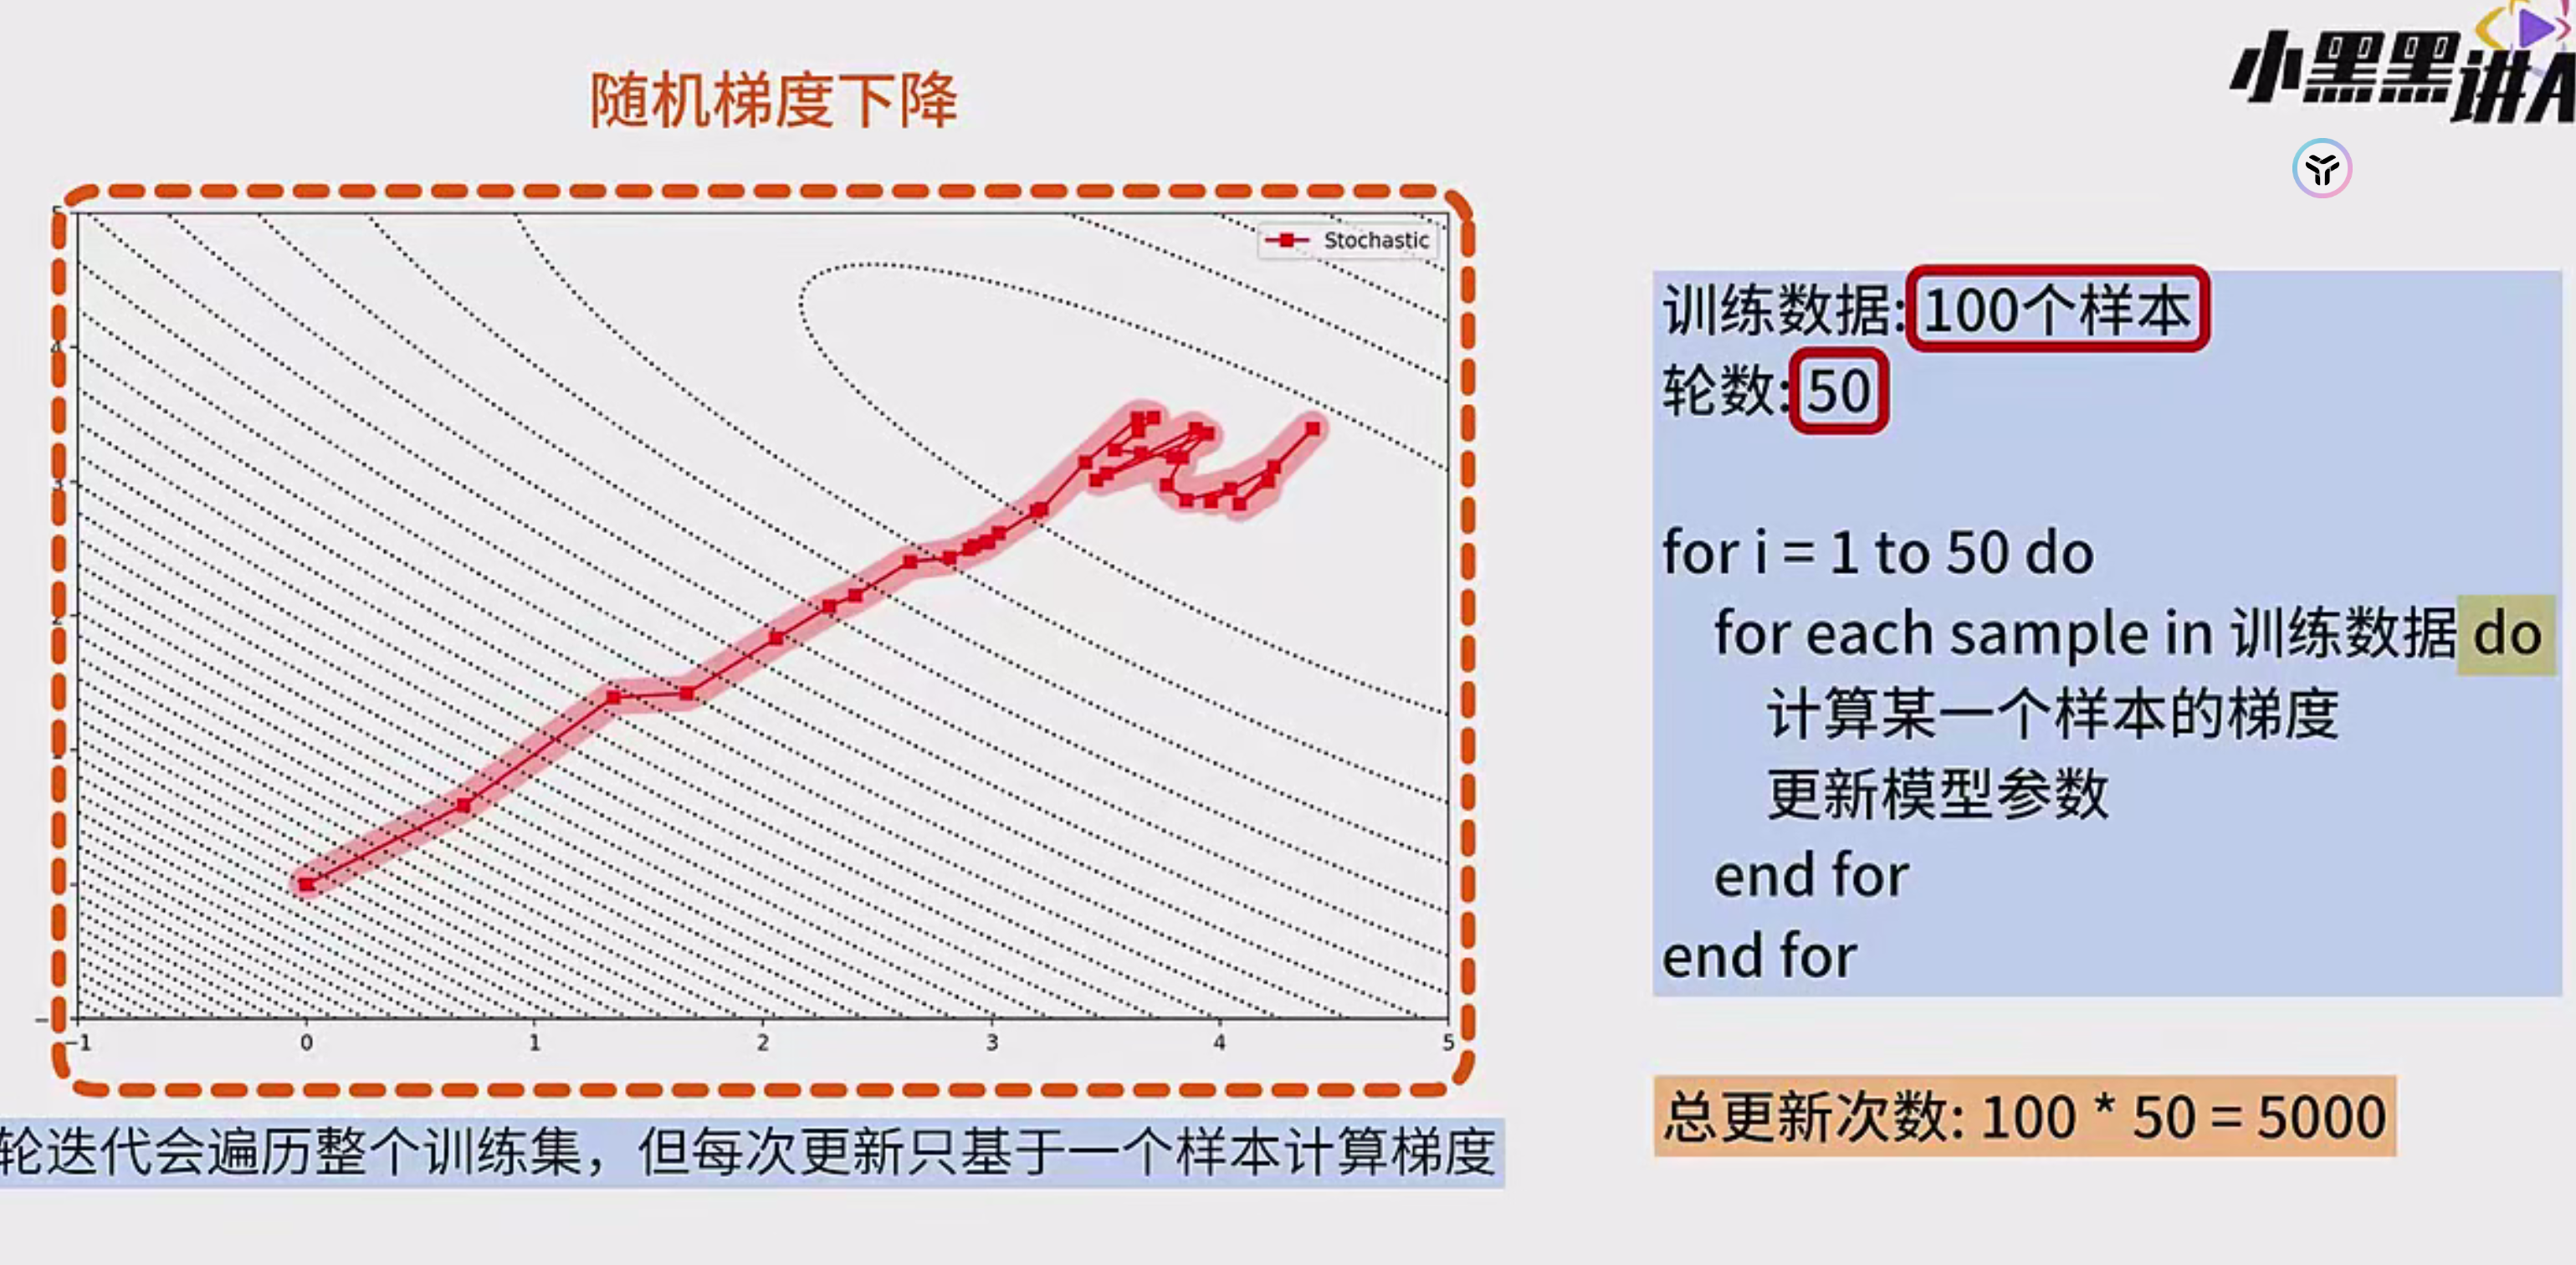 随机梯度下降
小黑黑讲A
Stochastic
训练数据: 100个样本
轮数: 50
for i = 1 to 50 do
for each sample in 训练数据 do
计算某一个样本的梯度
更新模型参数
end for
end for
5
4
3
2
−1 0 1 2 3 4 5
总更新次数: 100 * 50 = 5000
轮迭代会遍历整个训练集，但每次更新只基于一个样本计算梯度